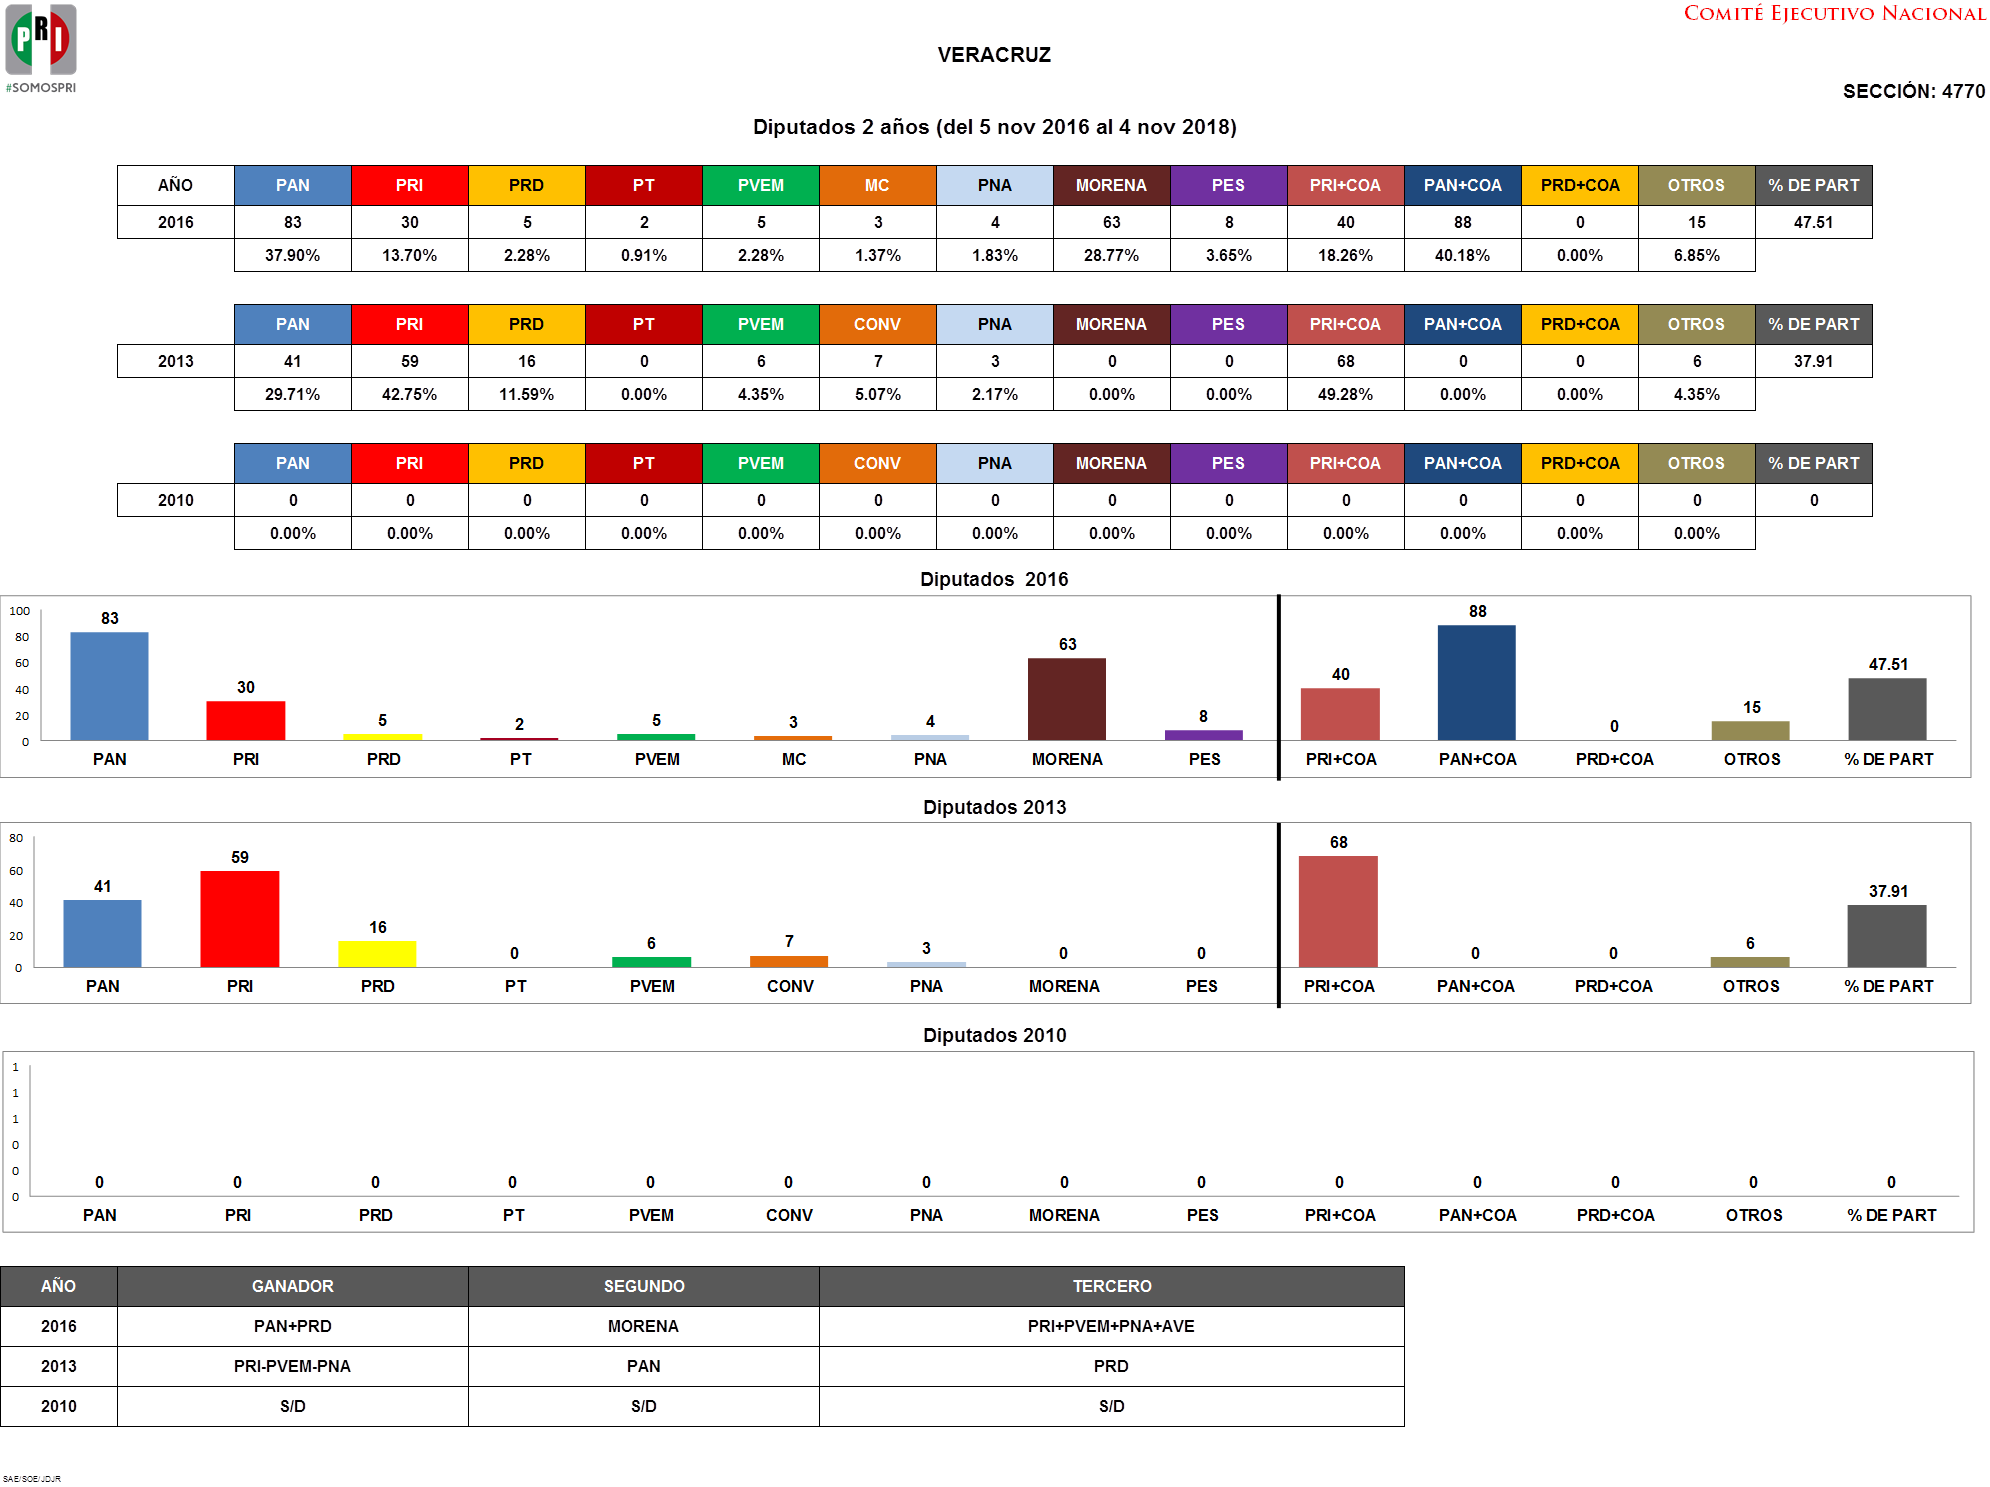 PRI
#SOMOSPRI
COMITÉ EJECUTIVO NACIONAL
VERACRUZ
SECCIÓN: 4770
Diputados 2 años (del 5 nov 2016 al 4 nov 2018)
AÑO PAN PRI PRD PT PVEM MC PNA MORENA PES PRI+COA PAN+COA PRD+COA OTROS % DE PART
2016 83 30 5 2 5 3 4 63 8 40 88 0 15 47.51
37.90% 13.70% 2.28% 0.91% 2.28% 1.37% 1.83% 28.77% 3.65% 18.26% 40.18% 0.00% 6.85%
PAN PRI PRD PT PVEM CONV PNA MORENA PES PRI+COA PAN+COA PRD+COA OTROS % DE PART
2013 41 59 16 0 6 7 3 0 0 68 0 0 6 37.91
29.71% 42.75% 11.59% 0.00% 4.35% 5.07% 2.17% 0.00% 0.00% 49.28% 0.00% 0.00% 4.35%
PAN PRI PRD PT PVEM CONV PNA MORENA PES PRI+COA PAN+COA PRD+COA OTROS % DE PART
2010 0 0 0 0 0 0 0 0 0 0 0 0 0 0
0.00% 0.00% 0.00% 0.00% 0.00% 0.00% 0.00% 0.00% 0.00% 0.00% 0.00% 0.00% 0.00%
Diputados 2016
100
80
60
40
20
0
83 30 5 2 5 3 4 63 8 40 88 0 15 47.51
PAN PRI PRD PT PVEM MC PNA MORENA PES PRI+COA PAN+COA PRD+COA OTROS % DE PART
Diputados 2013
80
60
40
20
0
41 59 16 0 6 7 3 0 0 68 0 0 6 37.91
PAN PRI PRD PT PVEM CONV PNA MORENA PES PRI+COA PAN+COA PRD+COA OTROS % DE PART
Diputados 2010
1
1
1
0
0
0
0 0 0 0 0 0 0 0 0 0 0 0 0 0
PAN PRI PRD PT PVEM CONV PNA MORENA PES PRI+COA PAN+COA PRD+COA OTROS % DE PART
AÑO GANADOR SEGUNDO TERCERO
2016 PAN+PRD MORENA PRI+PVEM+PNA+AVE
2013 PRI-PVEM-PNA PAN PRD
2010 S/D S/D S/D
SAE/SOE/JDJR